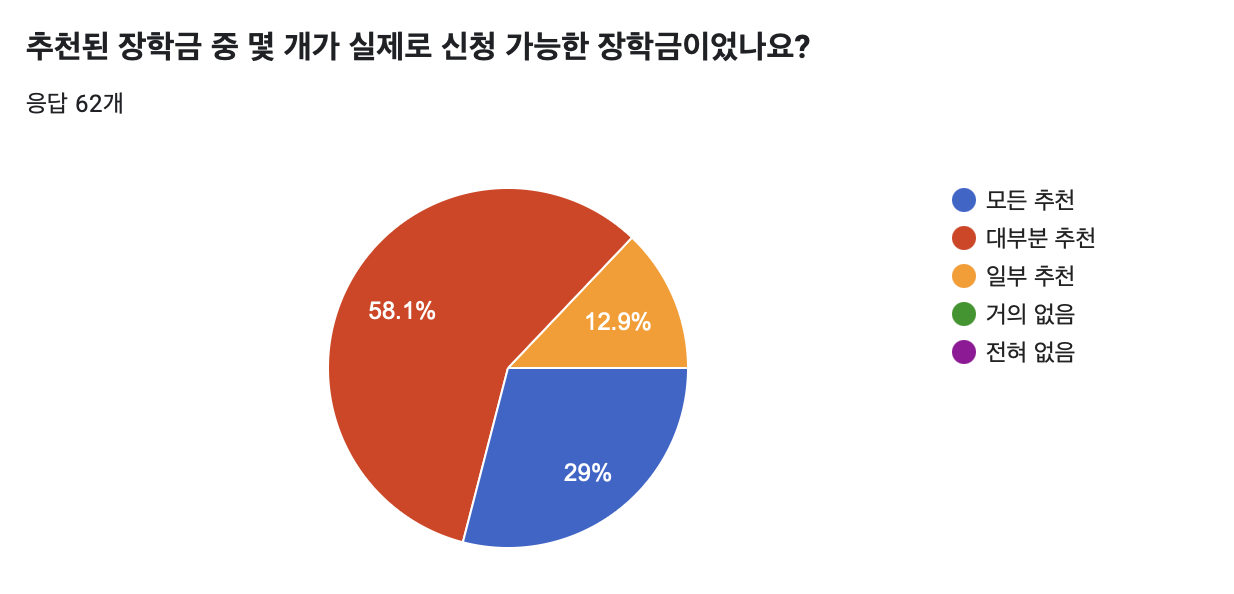 추천된 장학금 중 몇 개가 실제로 신청 가능한 장학금이었나요?
응답 62개
모든 추천
대부분 추천
일부 추천
거의 없음
전혀 없음
58.1%
12.9%
29%